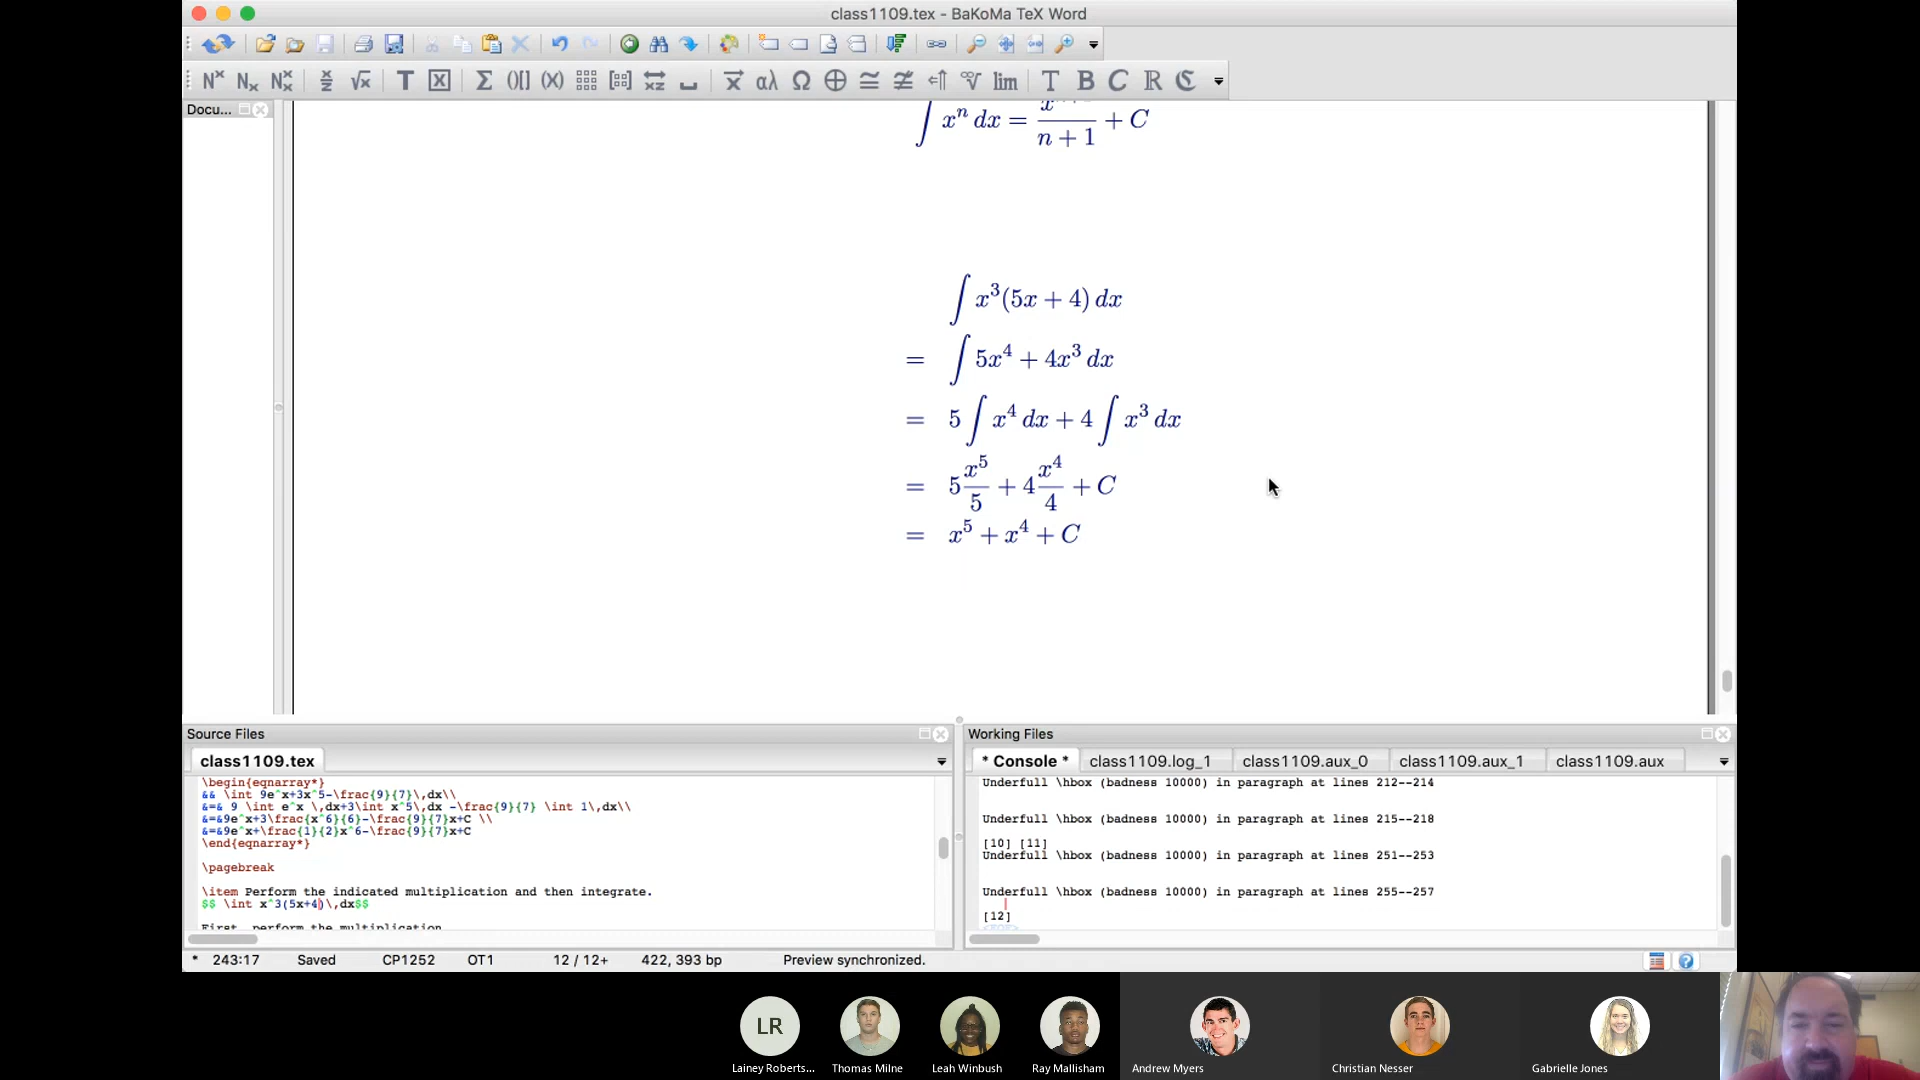 class1109.tex - BaKoMa TeX Word
Docu...
∫ xⁿ dx = x / (n + 1) + C
∫ x³(5x + 4) dx
= ∫ 5x⁴ + 4x³ dx
= 5 ∫ x⁴ dx + 4 ∫ x³ dx
= 5 x⁵/5 + 4 x⁴/4 + C
= x⁵ + x⁴ + C
Source Files
class1109.tex
\begin{eqnarray*}
&& \int 9e^x+3x^5-\frac{9}{7}\,dx\\
&=& 9 \int e^x \,dx+3\int x^5\,dx -\frac{9}{7} \int 1\,dx\\
&=&9e^x+3\frac{x^6}{6}-\frac{9}{7}x+C \\
&=&9e^x+\frac{1}{2}x^6-\frac{9}{7}x+C
\end{eqnarray*}
\pagebreak
\item Perform the indicated multiplication and then integrate.
$$ \int x^3(5x+4)\,dx$$
First, perform the multiplication
Working Files
* Console * class1109.log_1 class1109.aux_0 class1109.aux_1 class1109.aux
Underfull \hbox (badness 10000) in paragraph at lines 212--214
Underfull \hbox (badness 10000) in paragraph at lines 215--218
[10] [11]
Underfull \hbox (badness 10000) in paragraph at lines 251--253
Underfull \hbox (badness 10000) in paragraph at lines 255--257
[12]
* 243:17 Saved CP1252 OT1 12 / 12+ 422, 393 bp Preview synchronized.
LR
Lainey Roberts... Thomas Milne Leah Winbush Ray Mallisham Andrew Myers Christian Nesser Gabrielle Jones